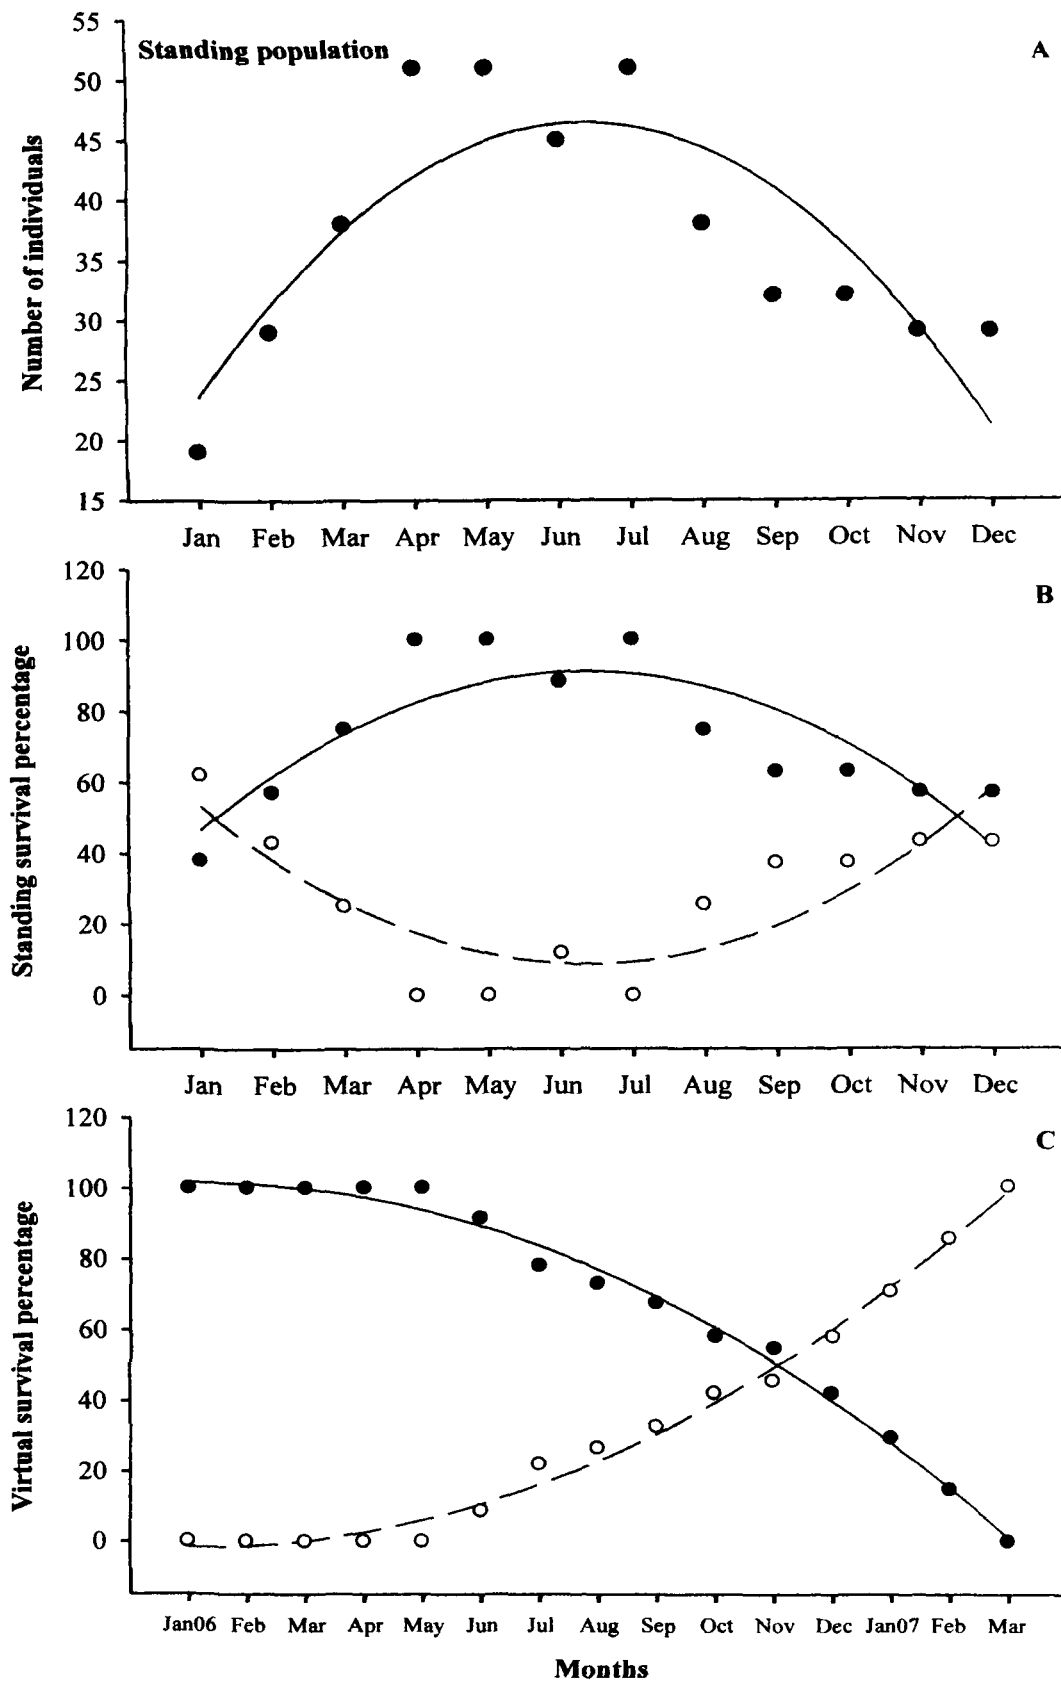 Standing population
A
Number of individuals
55
50
45
40
35
30
25
20
15
Jan Feb Mar Apr May Jun Jul Aug Sep Oct Nov Dec
B
Standing survival percentage
120
100
80
60
40
20
0
Jan Feb Mar Apr May Jun Jul Aug Sep Oct Nov Dec
C
Virtual survival percentage
120
100
80
60
40
20
0
Jan06 Feb Mar Apr May Jun Jul Aug Sep Oct Nov Dec Jan07 Feb Mar
Months